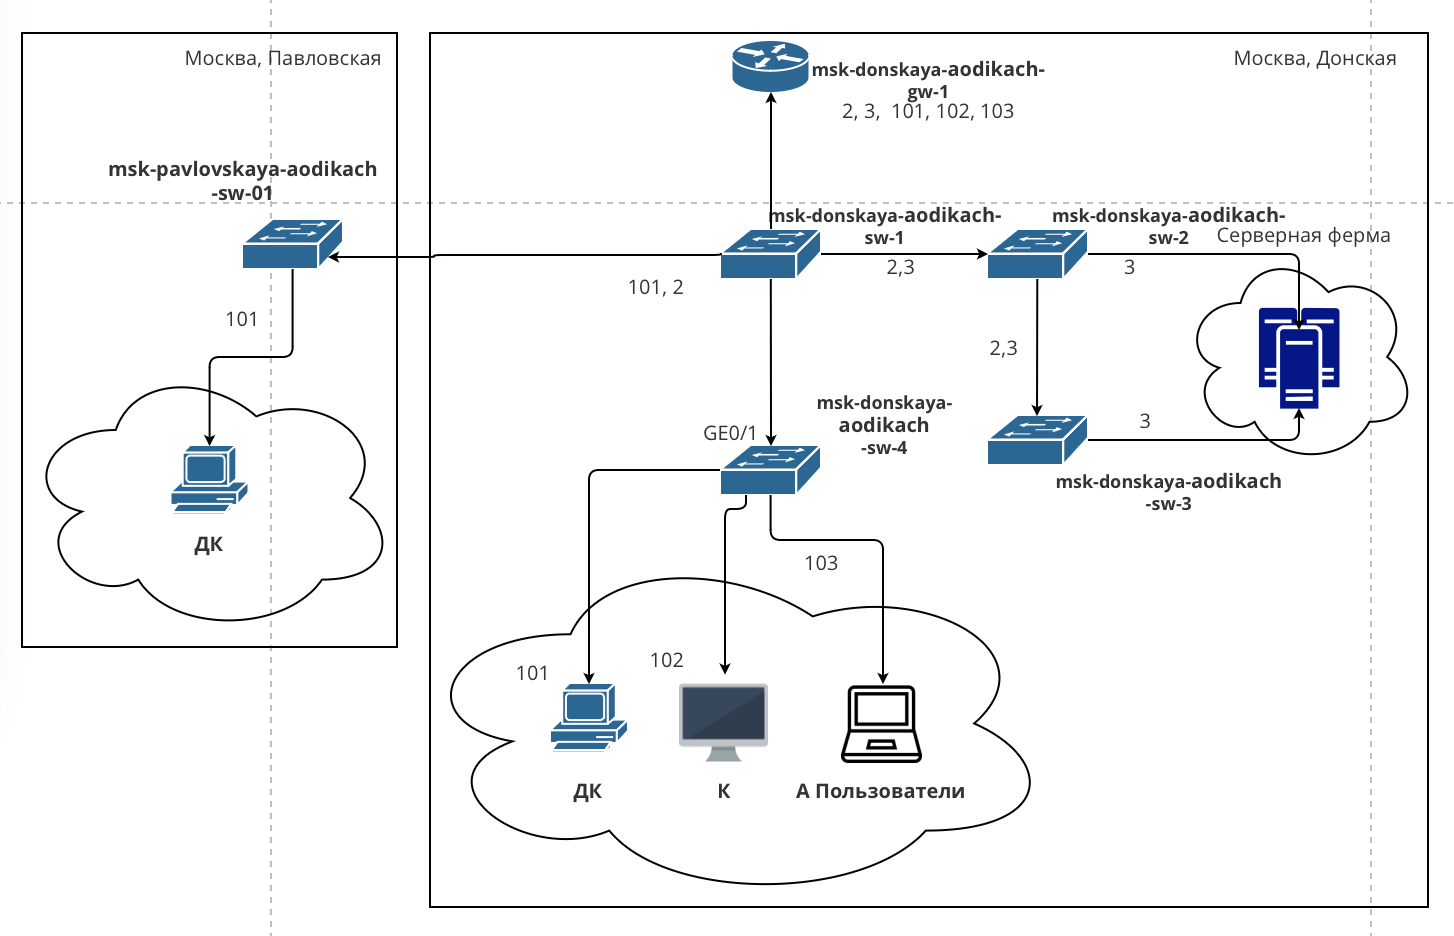 Москва, Павловская
msk-pavlovskaya-aodikach
-sw-01
101
ДК
Москва, Донская
msk-donskaya-aodikach-
gw-1
2, 3, 101, 102, 103
msk-donskaya-aodikach-
sw-1
msk-donskaya-aodikach-
sw-2
Серверная ферма
101, 2
2,3
3
2,3
msk-donskaya-
aodikach
-sw-4
GE0/1
3
msk-donskaya-aodikach
-sw-3
103
101
102
ДК
К
А Пользователи